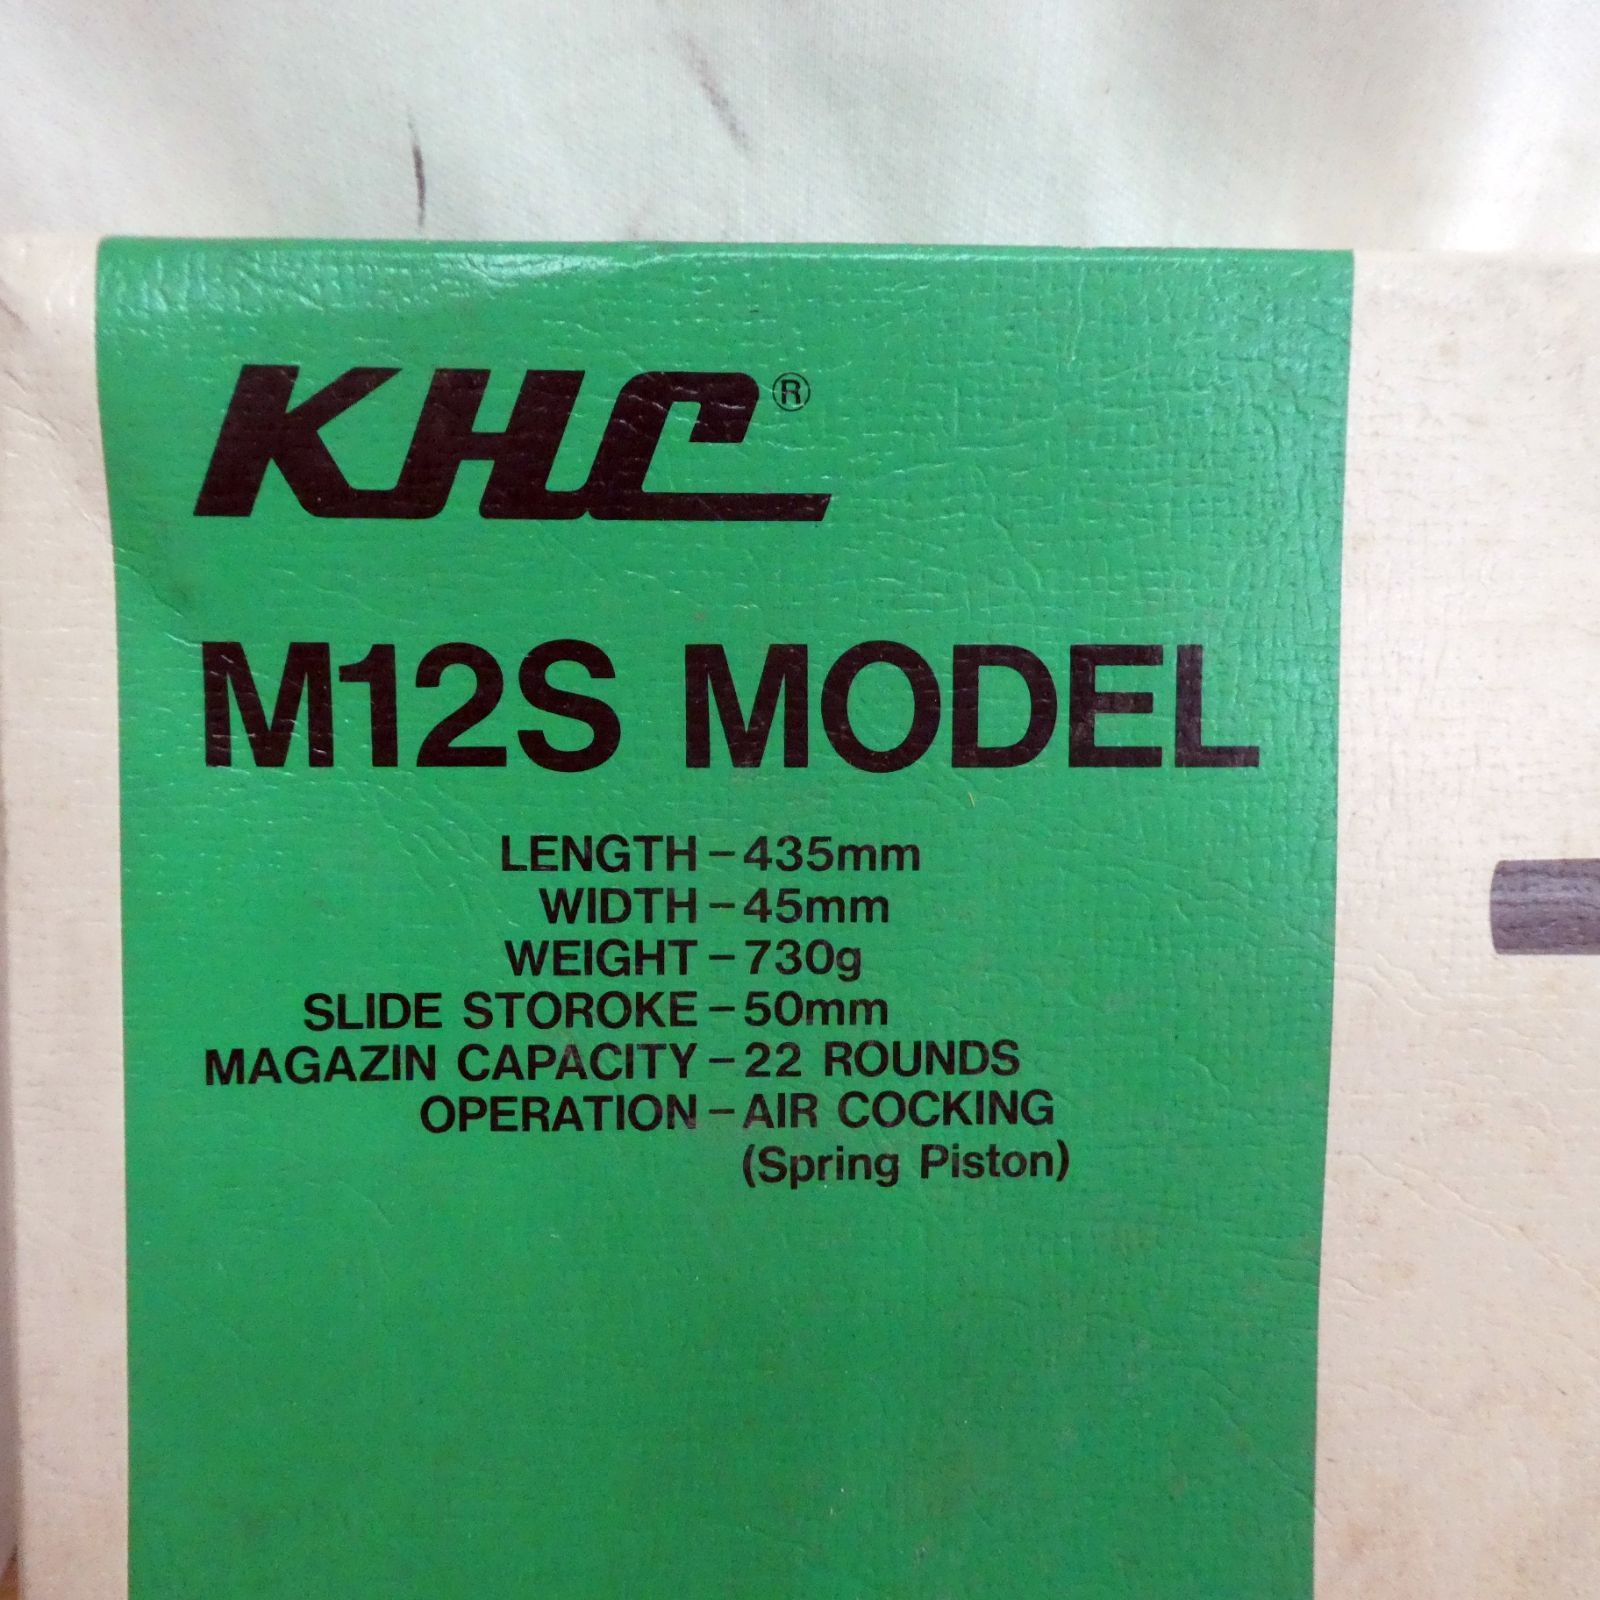 KHC®
M12S MODEL
LENGTH – 435mm
WIDTH – 45mm
WEIGHT – 730g
SLIDE STOROKE – 50mm
MAGAZIN CAPACITY – 22 ROUNDS
OPERATION – AIR COCKING
(Spring Piston)